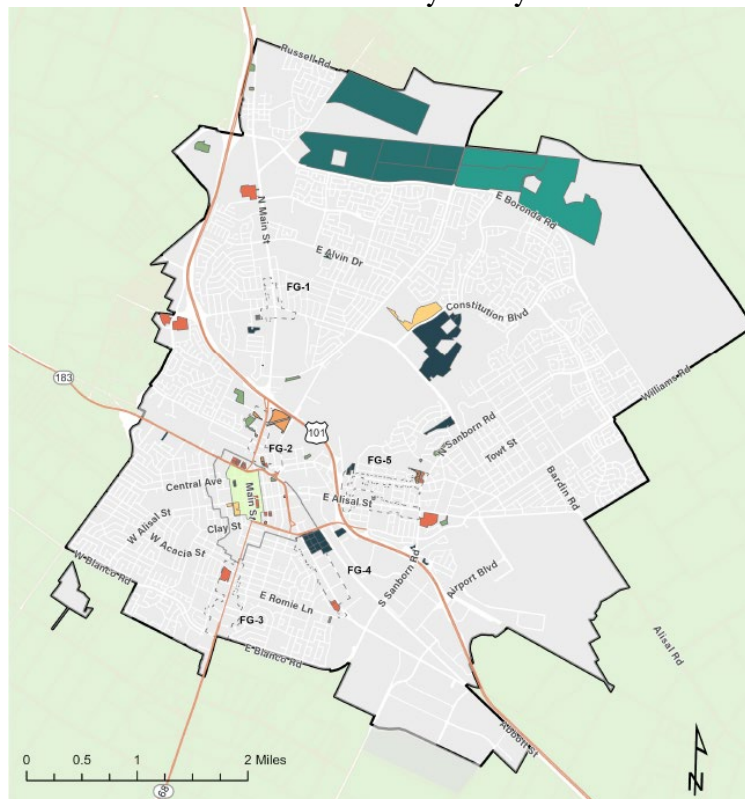 Russell Rd
N Main St
E Boronda Rd
E Alvin Dr
FG-1
Constitution Blvd
183
Williams Rd
101
N Sanborn Rd
FG-2
FG-5
Towt St
Central Ave
Main St
E Alisal St
Bardin Rd
W Alisal St
Clay St
W Acacia St
W Blanco Rd
FG-4
S Sanborn Rd
Airport Blvd
E Romie Ln
FG-3
Alisal Rd
E Blanco Rd
Abbott St
0 0.5 1 2 Miles
68
N